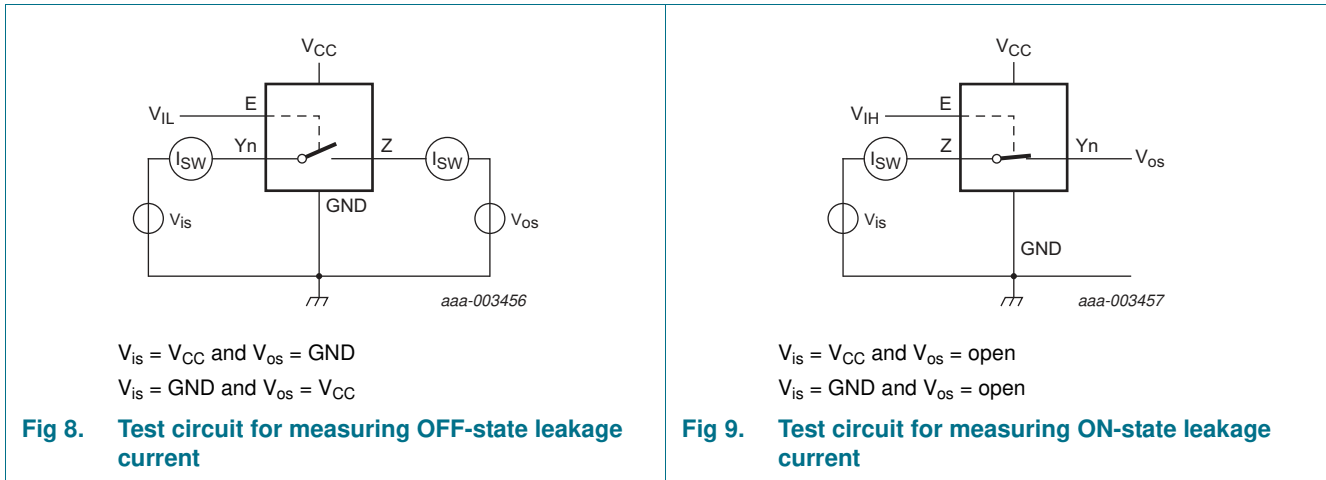 VCC
VIL
E
ISW
Yn
Z
ISW
GND
Vis
Vos
aaa-003456
Vis = VCC and Vos = GND
Vis = GND and Vos = VCC
Fig 8. Test circuit for measuring OFF-state leakage
current
VCC
VIH
E
ISW
Z
Yn
Vos
Vis
GND
aaa-003457
Vis = VCC and Vos = open
Vis = GND and Vos = open
Fig 9. Test circuit for measuring ON-state leakage
current